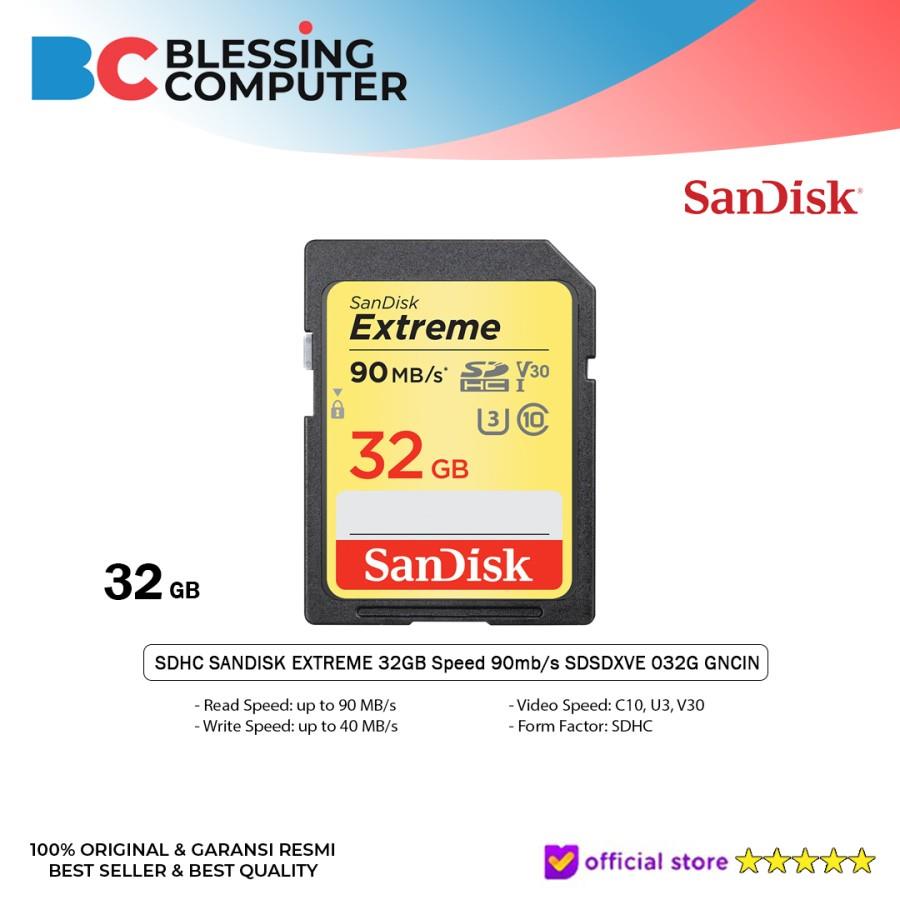 BC BLESSING
COMPUTER
SanDisk®
SanDisk
Extreme
90 MB/s* SD HC I V30
U3 C10
32 GB
SanDisk
32 GB
SDHC SANDISK EXTREME 32GB Speed 90mb/s SDSDXVE 032G GNCIN
- Read Speed: up to 90 MB/s
- Write Speed: up to 40 MB/s
- Video Speed: C10, U3, V30
- Form Factor: SDHC
100% ORIGINAL & GARANSI RESMI
BEST SELLER & BEST QUALITY
official store